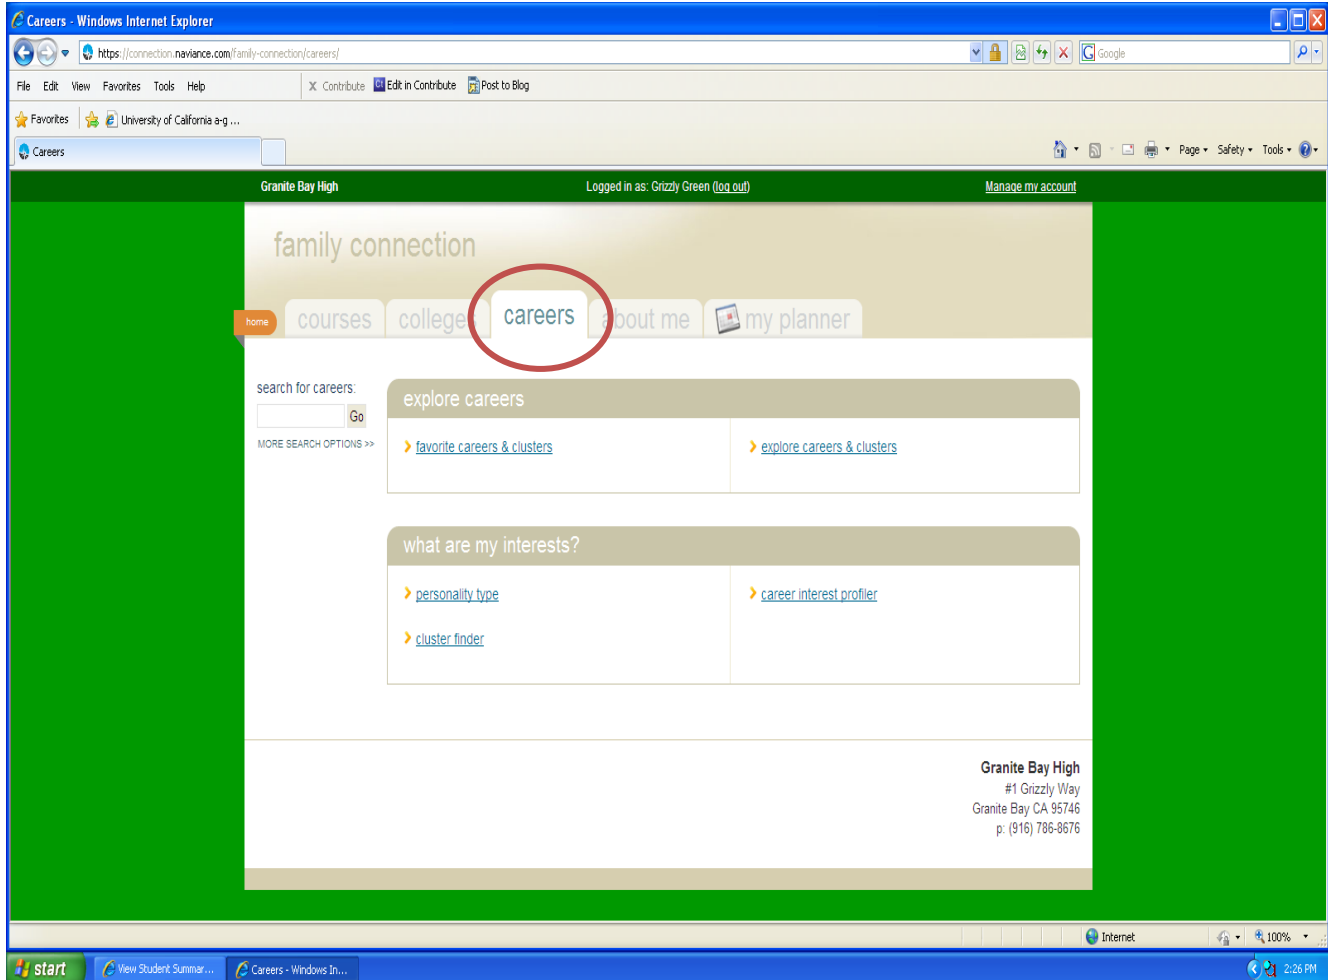 Careers - Windows Internet Explorer
https://connection.naviance.com/family-connection/careers/
Google
File Edit View Favorites Tools Help
X Contribute Edit in Contribute Post to Blog
Favorites University of California a-g ...
Careers
Page Safety Tools
Granite Bay High Logged in as: Grizzly Green (log out) Manage my account
family connection
home courses colleges careers about me my planner
search for careers:
Go
MORE SEARCH OPTIONS >>
explore careers
favorite careers & clusters explore careers & clusters
what are my interests?
personality type career interest profiler
cluster finder
Granite Bay High
#1 Grizzly Way
Granite Bay CA 95746
p: (916) 786-8676
Internet 100%
start View Student Summar... Careers - Windows In... 2:26 PM